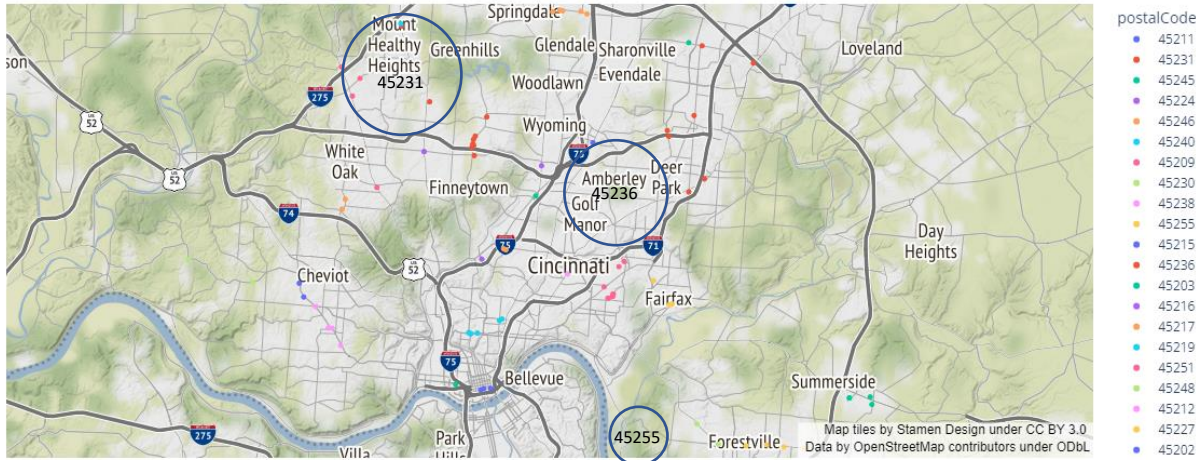 Springdale
Mount
Healthy
Heights
Greenhills
Glendale
Sharonville
Loveland
45231
Woodlawn
Evendale
275
US
52
Wyoming
75
White
Oak
US
52
Finneytown
Amberley
45236
Deer
Park
Golf
Manor
74
75
71
Day
Heights
Cincinnati
US
52
Cheviot
Fairfax
75
Bellevue
Summerside
275
Park
Hills
Villa
45255
Forestville
Map tiles by Stamen Design under CC BY 3.0
Data by OpenStreetMap contributors under ODbL
postalCode
45211
45231
45245
45224
45246
45240
45209
45230
45238
45255
45215
45236
45203
45216
45217
45219
45251
45248
45212
45227
45202